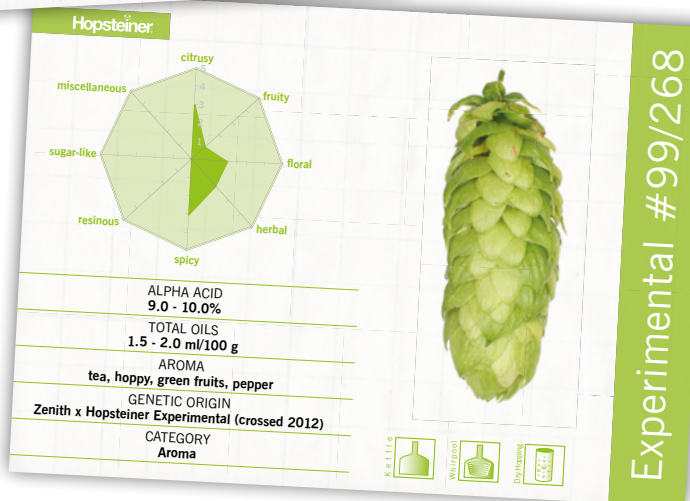 Hopsteiner
citrusy
fruity
floral
herbal
spicy
resinous
sugar-like
miscellaneous
5
4
3
2
1
ALPHA ACID
9.0 - 10.0%
TOTAL OILS
1.5 - 2.0 ml/100 g
AROMA
tea, hoppy, green fruits, pepper
GENETIC ORIGIN
Zenith x Hopsteiner Experimental (crossed 2012)
CATEGORY
Aroma
Kettle
Whirlpool
Dry Hopping
Experimental #99/268